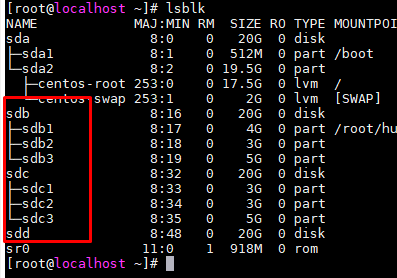 [root@localhost ~]# lsblk
NAME MAJ:MIN RM SIZE RO TYPE MOUNTPOI
sda 8:0 0 20G 0 disk
├─sda1 8:1 0 512M 0 part /boot
└─sda2 8:2 0 19.5G 0 part
├─centos-root 253:0 0 17.5G 0 lvm /
└─centos-swap 253:1 0 2G 0 lvm [SWAP]
sdb 8:16 0 20G 0 disk
├─sdb1 8:17 0 4G 0 part /root/hu
├─sdb2 8:18 0 3G 0 part
└─sdb3 8:19 0 5G 0 part
sdc 8:32 0 20G 0 disk
├─sdc1 8:33 0 3G 0 part
├─sdc2 8:34 0 3G 0 part
└─sdc3 8:35 0 5G 0 part
sdd 8:48 0 20G 0 disk
sr0 11:0 1 918M 0 rom
[root@localhost ~]#